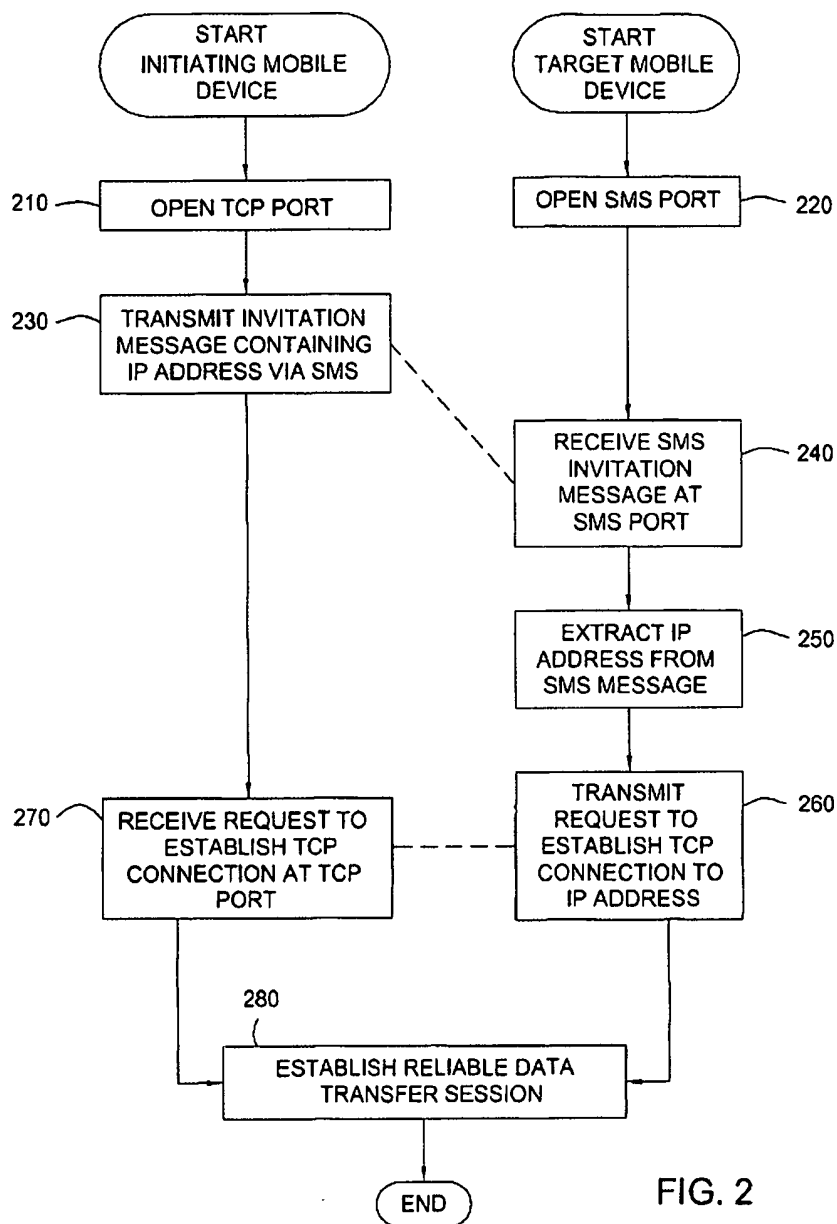 START
INITIATING MOBILE
DEVICE
START
TARGET MOBILE
DEVICE
210
OPEN TCP PORT
OPEN SMS PORT
220
230
TRANSMIT INVITATION
MESSAGE CONTAINING
IP ADDRESS VIA SMS
RECEIVE SMS
INVITATION
MESSAGE AT
SMS PORT
240
EXTRACT IP
ADDRESS FROM
SMS MESSAGE
250
270
RECEIVE REQUEST TO
ESTABLISH TCP
CONNECTION AT TCP
PORT
TRANSMIT
REQUEST TO
ESTABLISH TCP
CONNECTION TO
IP ADDRESS
260
280
ESTABLISH RELIABLE DATA
TRANSFER SESSION
END
FIG. 2